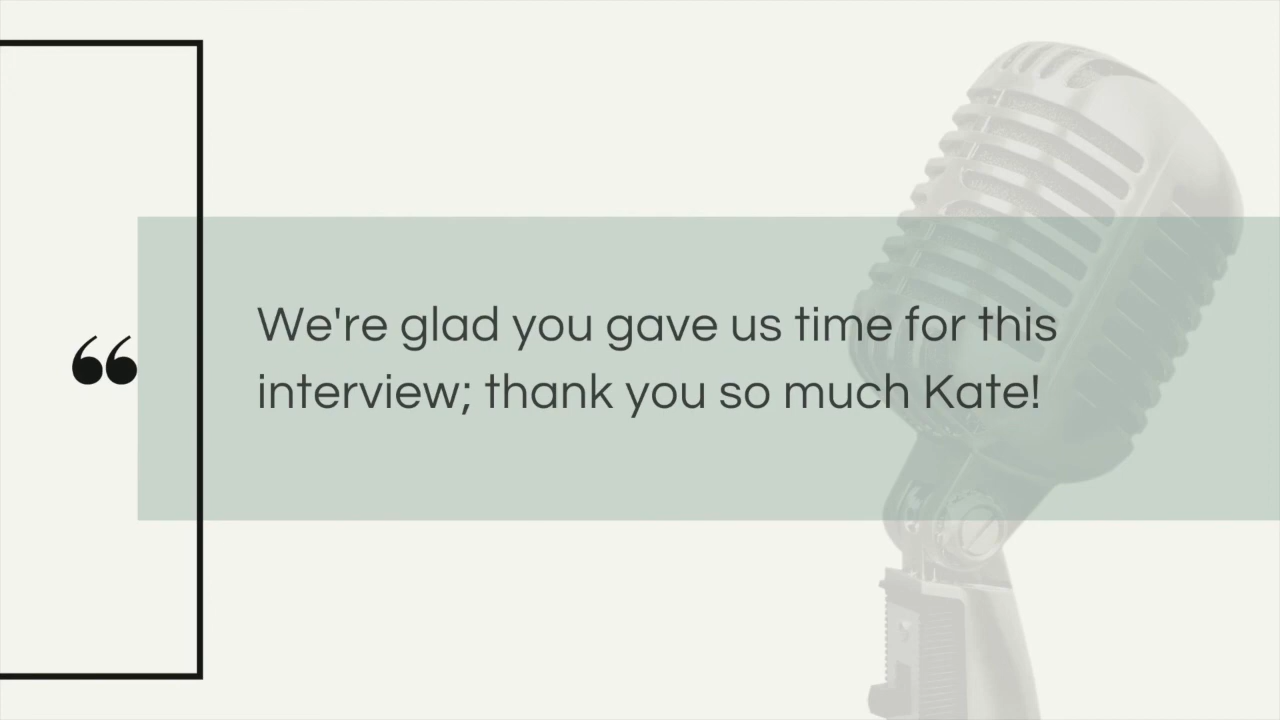 “
We're glad you gave us time for this
interview; thank you so much Kate!